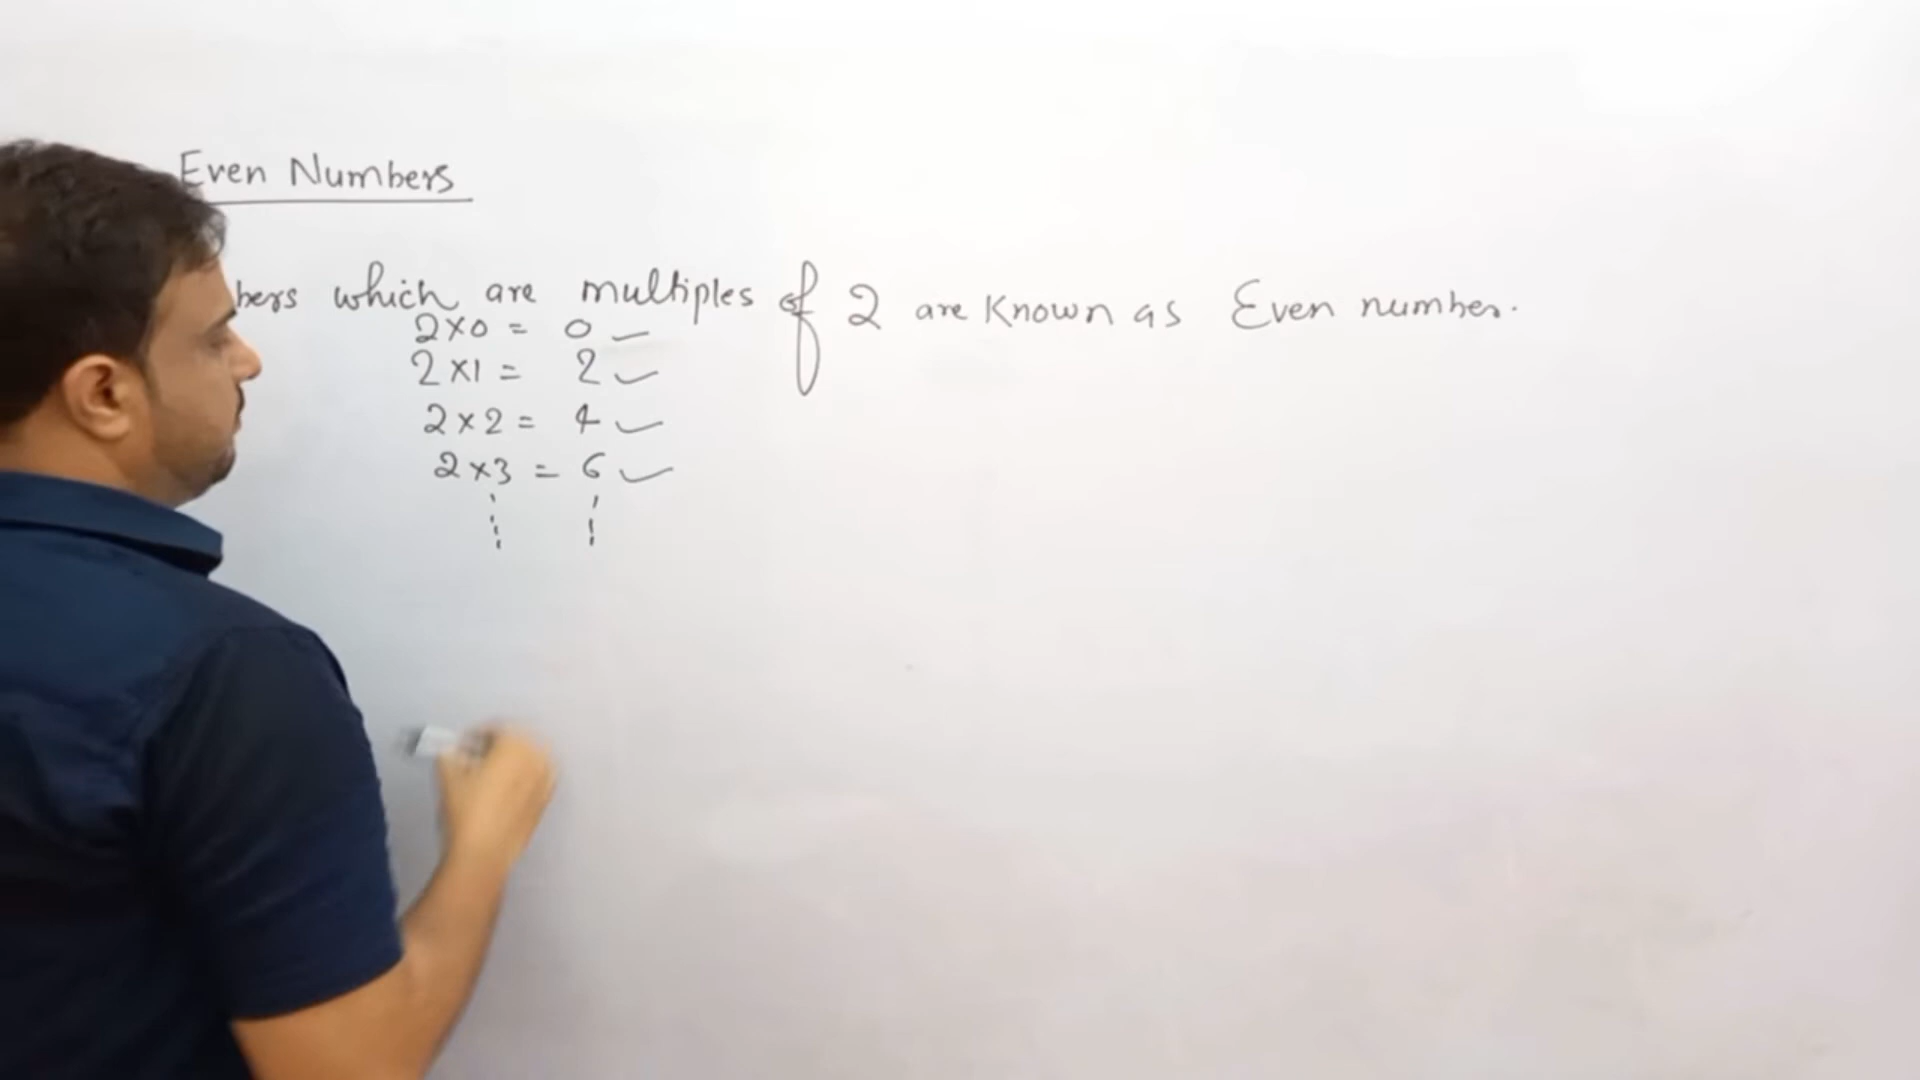 Even Numbers
bers which are multiples of 2 are known as Even number.
2×0 = 0
2×1 = 2
2×2 = 4
2×3 = 6